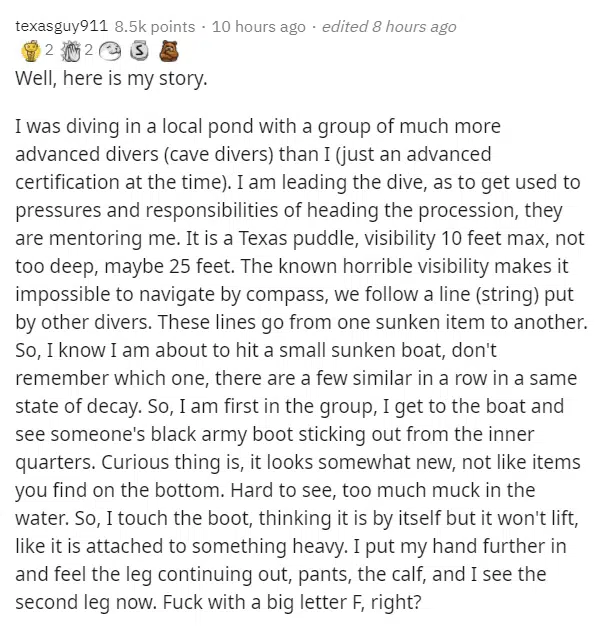 texasguy911 8.5k points · 10 hours ago · edited 8 hours ago
2 2 S
Well, here is my story.
I was diving in a local pond with a group of much more
advanced divers (cave divers) than I (just an advanced
certification at the time). I am leading the dive, as to get used to
pressures and responsibilities of heading the procession, they
are mentoring me. It is a Texas puddle, visibility 10 feet max, not
too deep, maybe 25 feet. The known horrible visibility makes it
impossible to navigate by compass, we follow a line (string) put
by other divers. These lines go from one sunken item to another.
So, I know I am about to hit a small sunken boat, don't
remember which one, there are a few similar in a row in a same
state of decay. So, I am first in the group, I get to the boat and
see someone's black army boot sticking out from the inner
quarters. Curious thing is, it looks somewhat new, not like items
you find on the bottom. Hard to see, too much muck in the
water. So, I touch the boot, thinking it is by itself but it won't lift,
like it is attached to something heavy. I put my hand further in
and feel the leg continuing out, pants, the calf, and I see the
second leg now. Fuck with a big letter F, right?